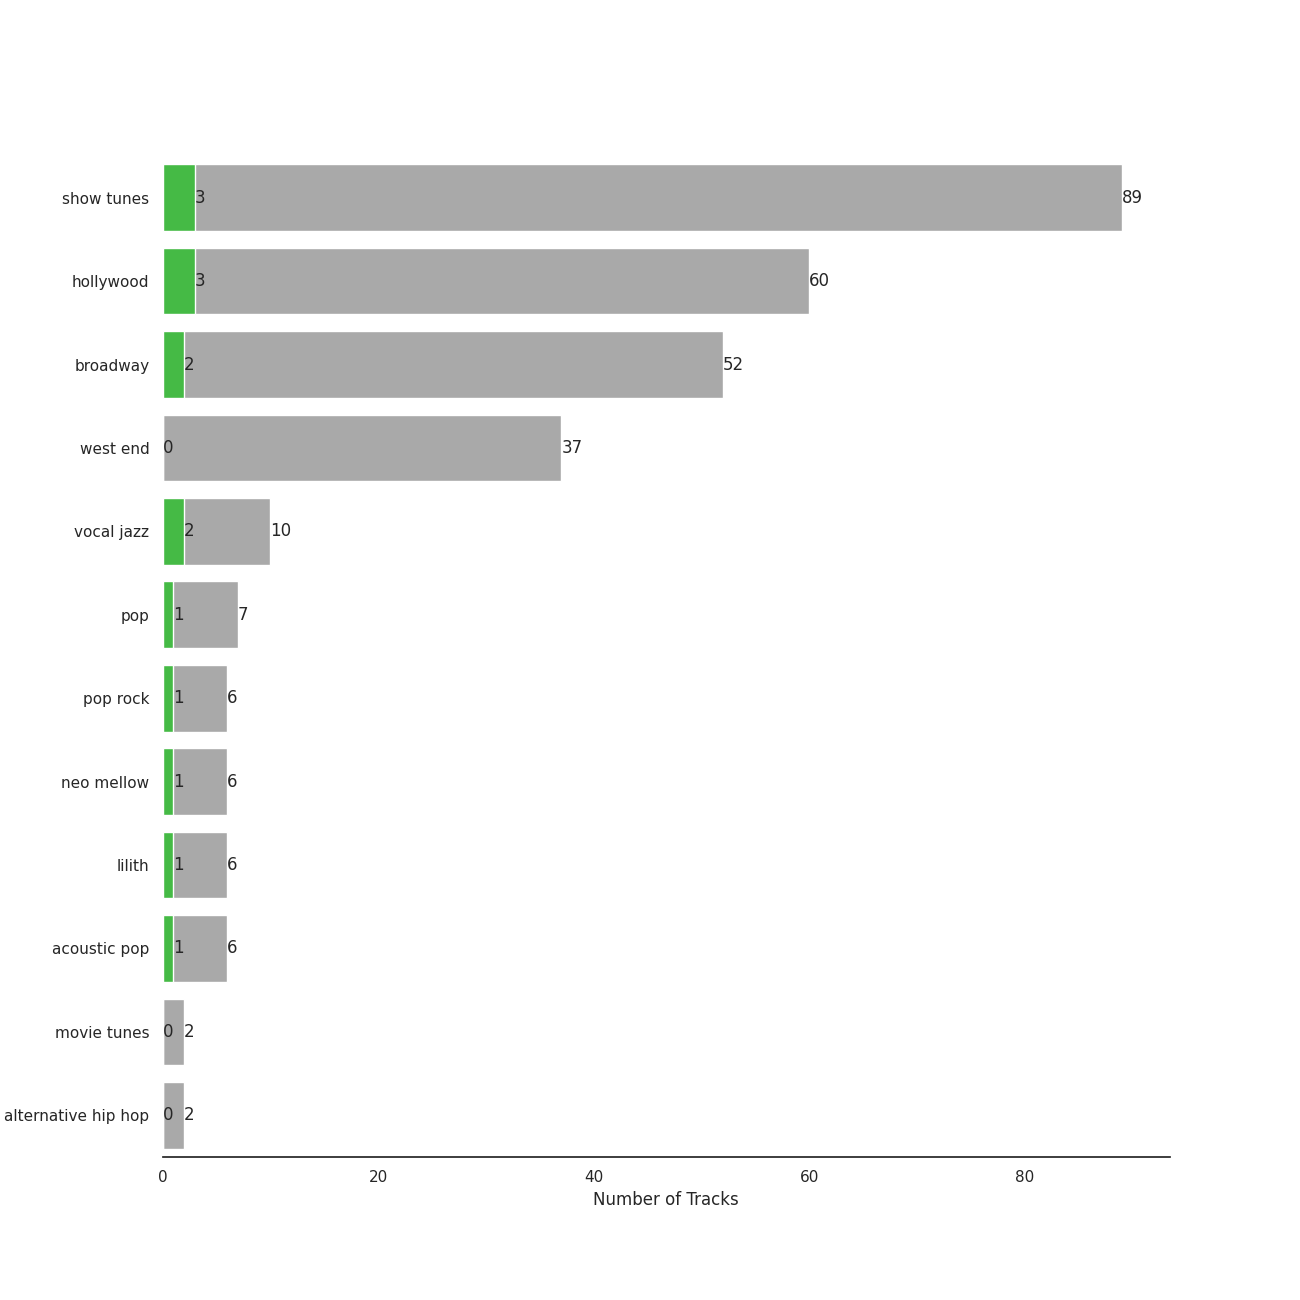 show tunes 3 89
hollywood 3 60
broadway 2 52
west end 0 37
vocal jazz 2 10
pop 1 7
pop rock 1 6
neo mellow 1 6
lilith 1 6
acoustic pop 1 6
movie tunes 0 2
alternative hip hop 0 2
0 20 40 60 80
Number of Tracks